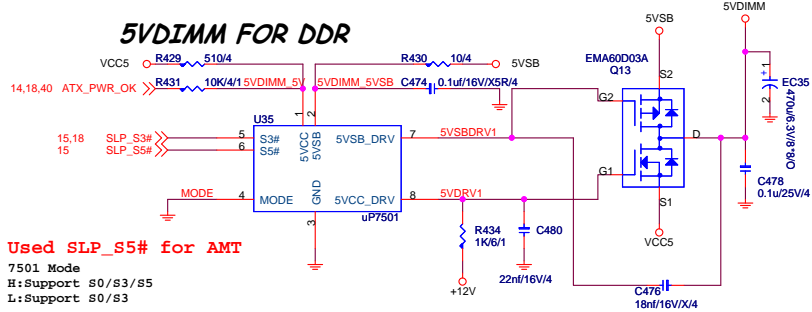 5VDIMM FOR DDR
VCC5
R429 510/4
R430 10/4
5VSB
14,18,40 ATX_PWR_OK
R431 10K/4/1
5VDIMM_5V
5VDIMM_5VSB
C474 0.1uf/16V/X5R/4
U35
1
2
5VCC
5VSB
15,18 SLP_S3#
5
S3#
15 SLP_S5#
6
S5#
5VSB_DRV
7
5VSBDRV1
MODE
4
MODE
GND
3
5VCC_DRV
8
5VDRV1
uP7501
R434
1K/6/1
+12V
C480
22nf/16V/4
5VSB
EMA60D03A
Q13
S2
G2
D
G1
S1
VCC5
5VDIMM
+
1
2
EC35
470u/6.3V/8*8/O
C478
0.1u/25V/4
C476
18nf/16V/X/4
Used SLP_S5# for AMT
7501 Mode
H:Support S0/S3/S5
L:Support S0/S3